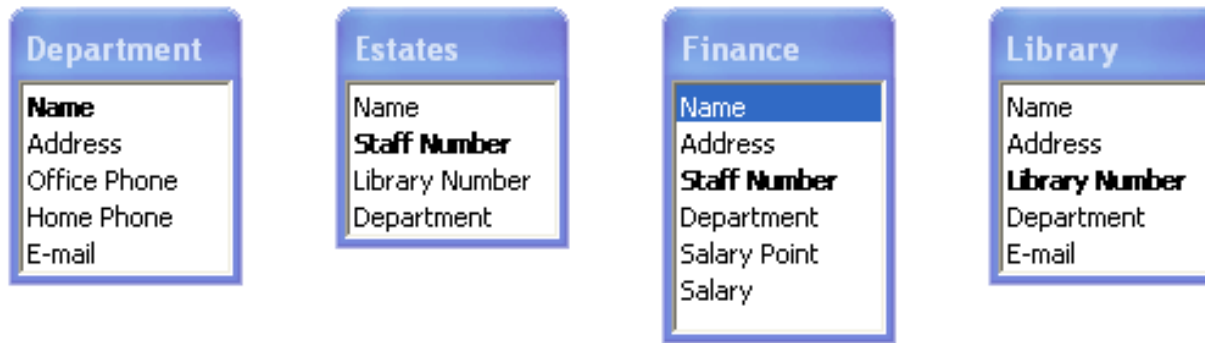 Department
Name
Address
Office Phone
Home Phone
E-mail
Estates
Name
Staff Number
Library Number
Department
Finance
Name
Address
Staff Number
Department
Salary Point
Salary
Library
Name
Address
Library Number
Department
E-mail